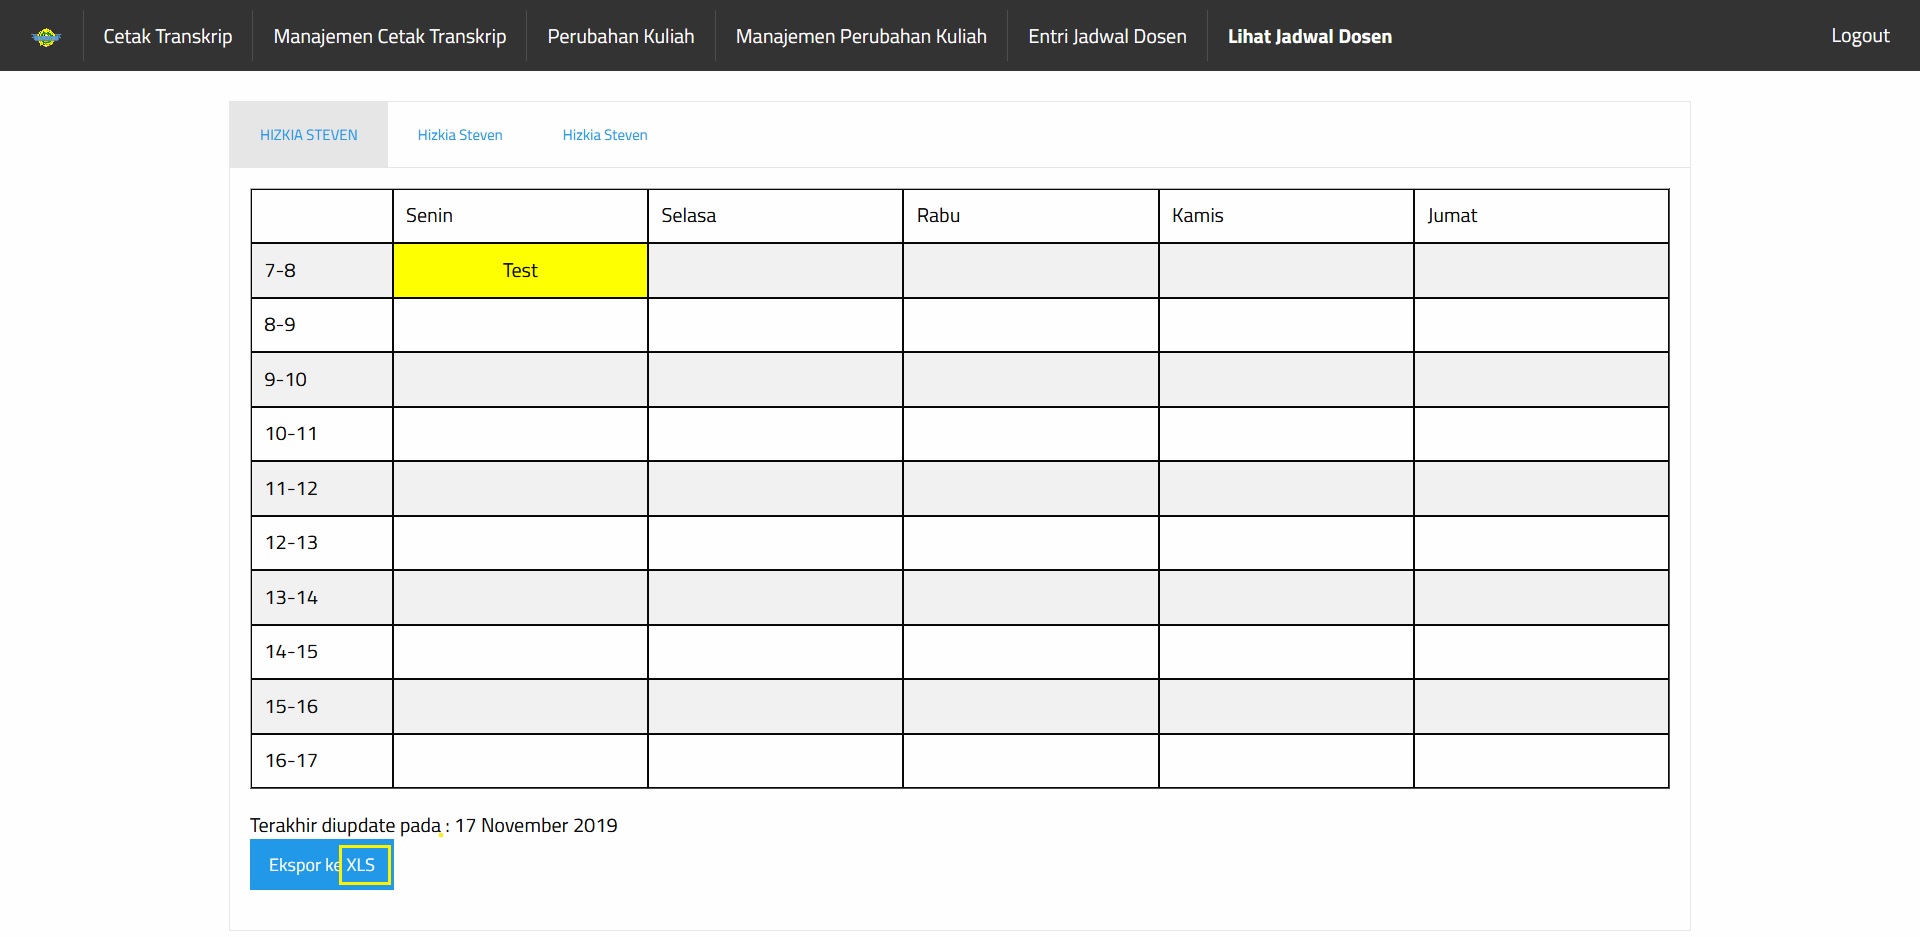 Cetak Transkrip Manajemen Cetak Transkrip Perubahan Kuliah Manajemen Perubahan Kuliah Entri Jadwal Dosen Lihat Jadwal Dosen Logout
HIZKIA STEVEN Hizkia Steven Hizkia Steven
Senin Selasa Rabu Kamis Jumat
7-8 Test
8-9
9-10
10-11
11-12
12-13
13-14
14-15
15-16
16-17
Terakhir diupdate pada : 17 November 2019
Ekspor ke XLS